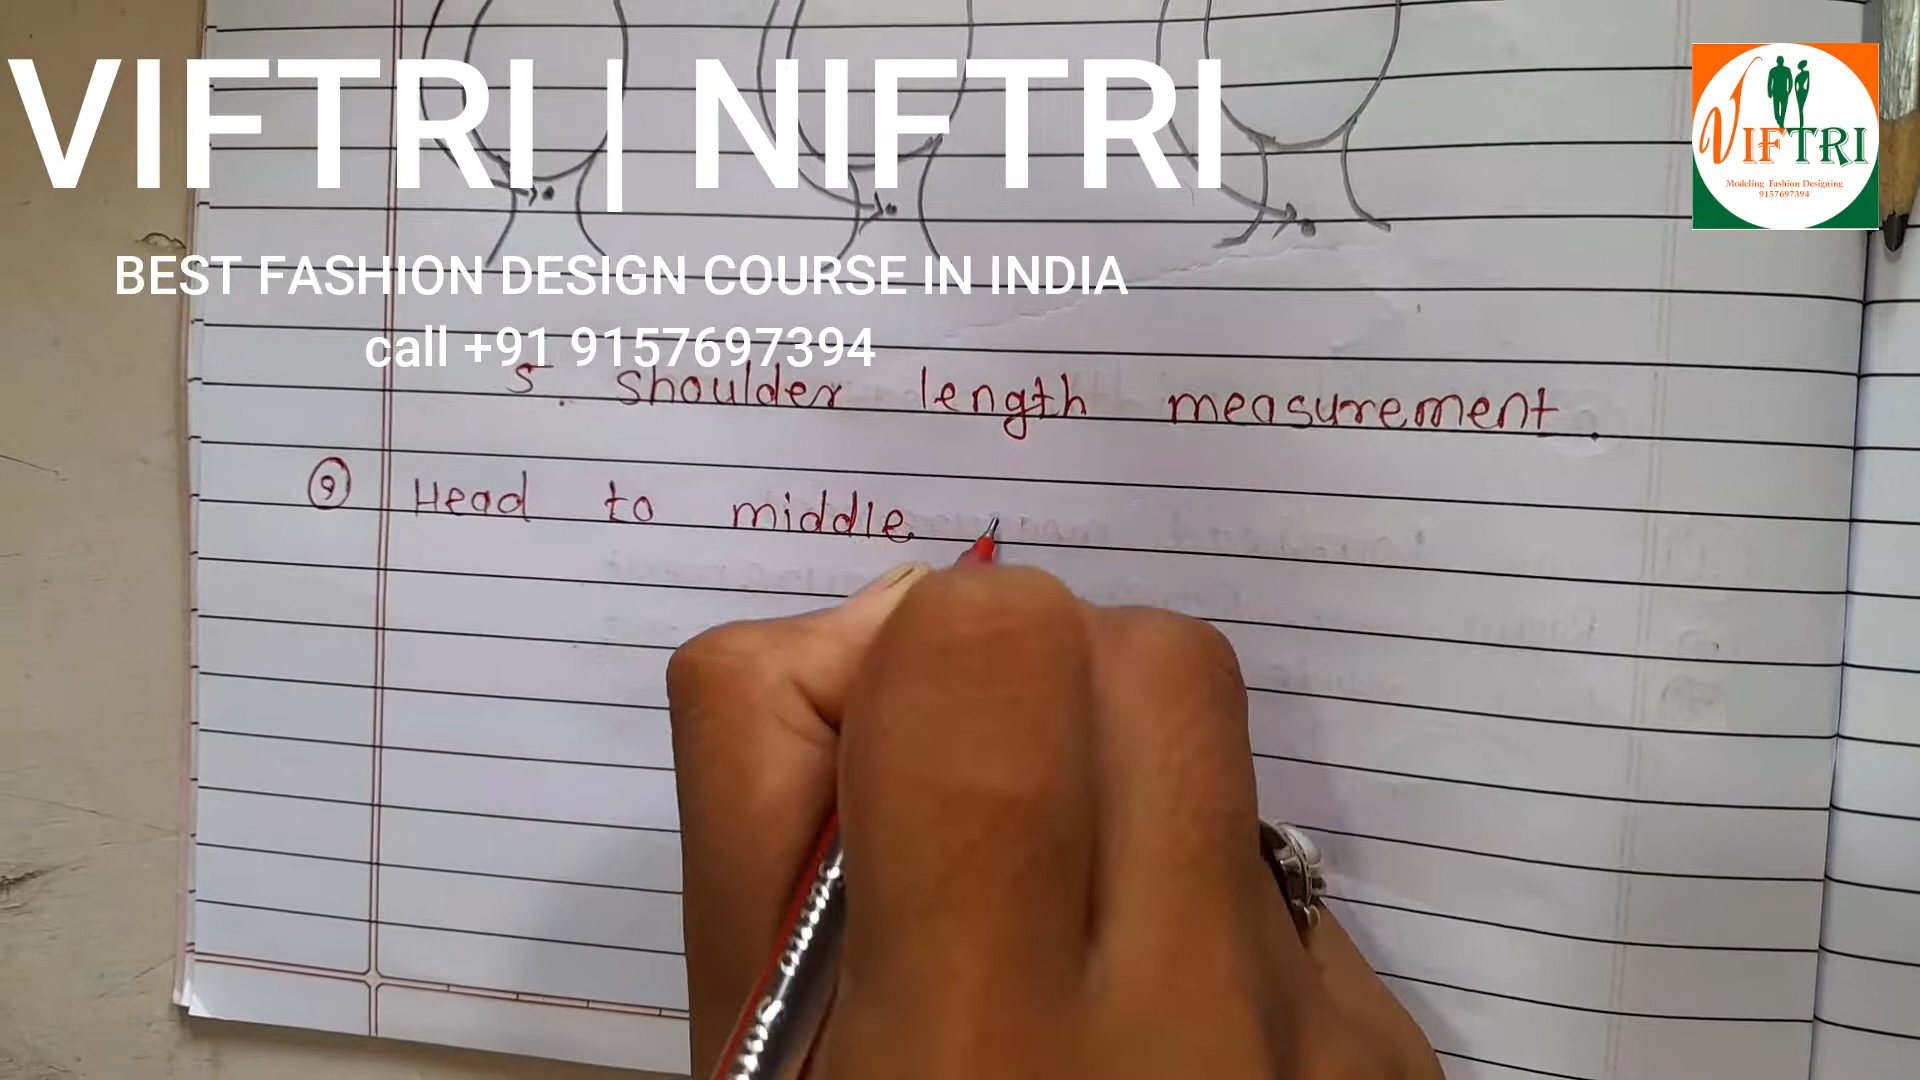 VIFTRI | NIFTRI
BEST FASHION DESIGN COURSE IN INDIA
call +91 9157697394
VIFTRI
Modeling Fashion Designing
9157697394
5. Shoulder length measurement.
9 Head to middle